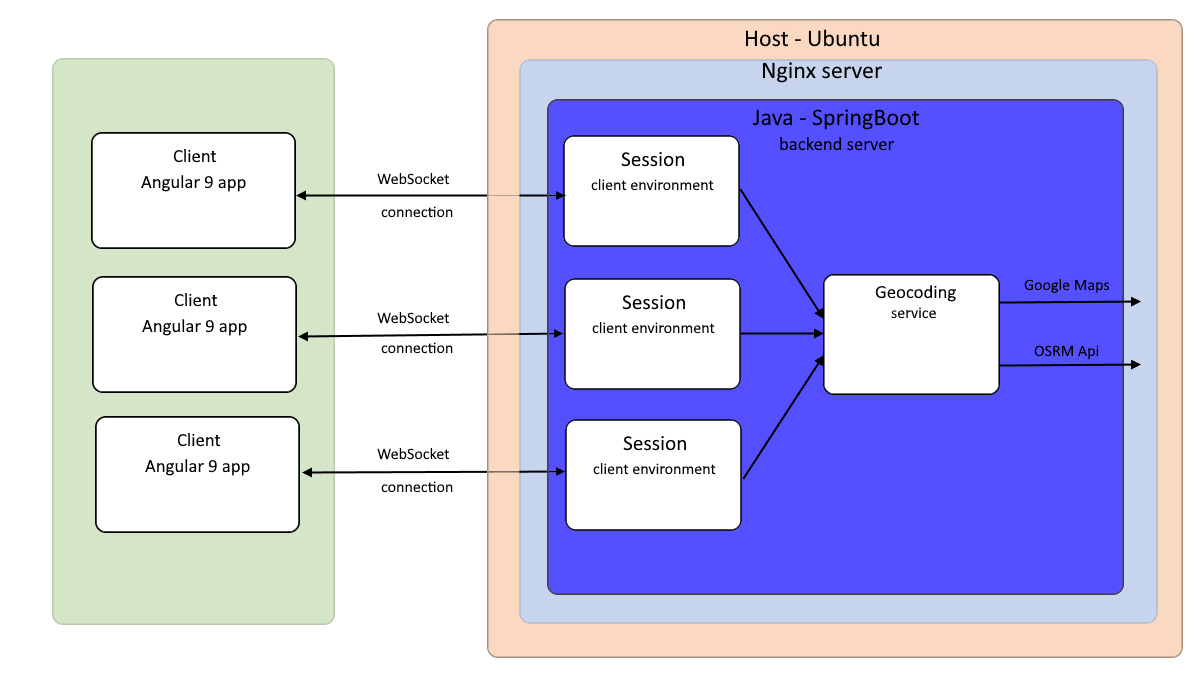 Host - Ubuntu
Nginx server
Java - SpringBoot
backend server
Client
Angular 9 app
WebSocket
connection
Session
client environment
Client
Angular 9 app
WebSocket
connection
Session
client environment
Geocoding
service
Google Maps
OSRM Api
Client
Angular 9 app
WebSocket
connection
Session
client environment